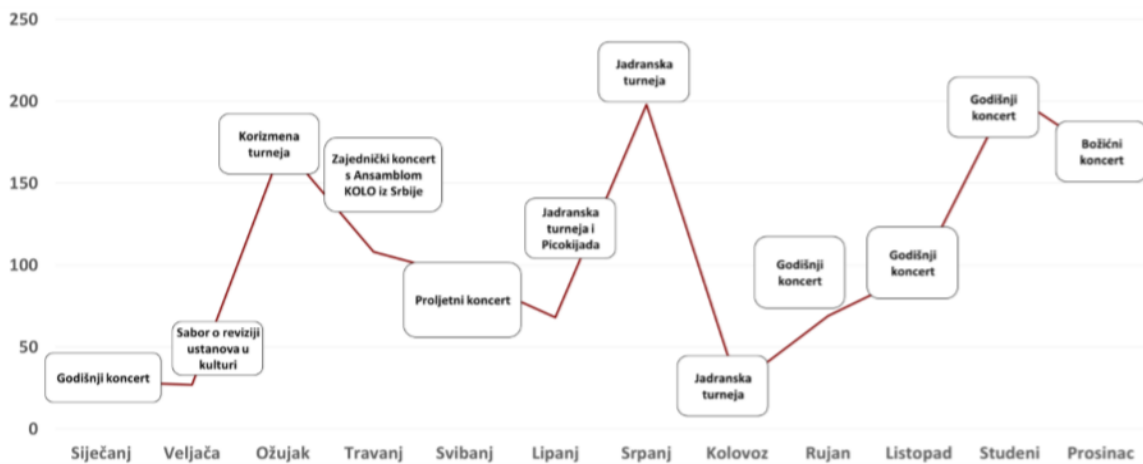 250
200
150
100
50
0
Godišnji koncert
Sabor o reviziji
ustanova u
kulturi
Korizmena
turneja
Zajednički koncert
s Ansamblom
KOLO iz Srbije
Proljetni koncert
Jadranska
turneja i
Picokijada
Jadranska
turneja
Jadranska
turneja
Godišnji
koncert
Godišnji
koncert
Godišnji
koncert
Božićni
koncert
Siječanj Veljača Ožujak Travanj Svibanj Lipanj Srpanj Kolovoz Rujan Listopad Studeni Prosinac